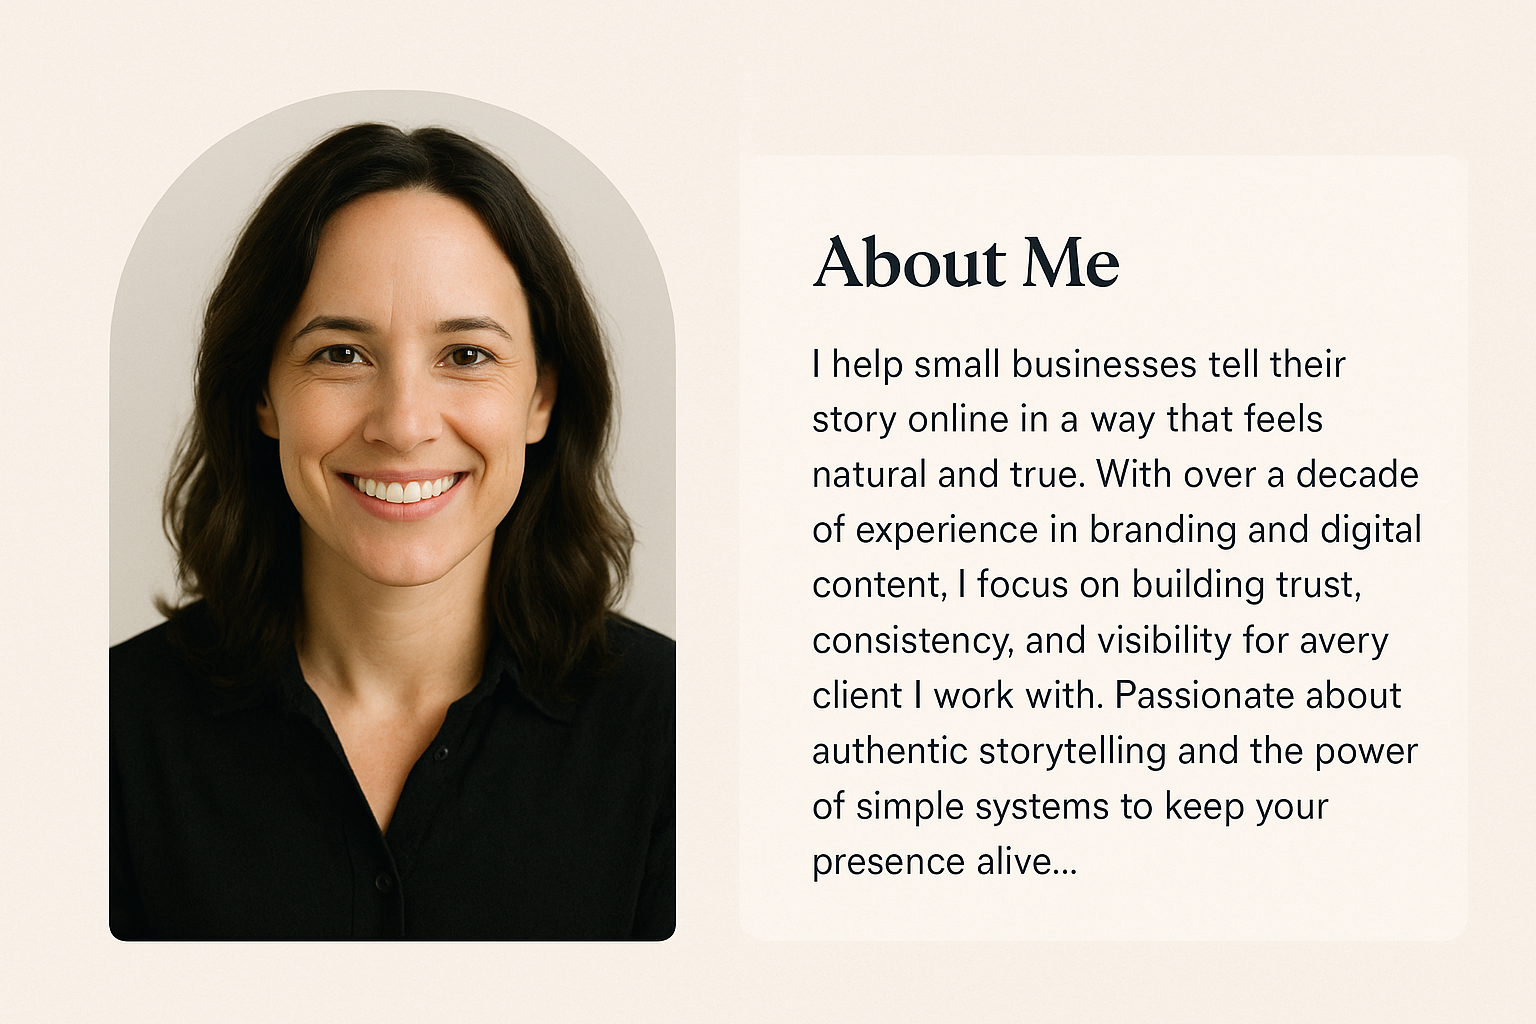 About Me
I help small businesses tell their
story online in a way that feels
natural and true. With over a decade
of experience in branding and digital
content, I focus on building trust,
consistency, and visibility for avery
client I work with. Passionate about
authentic storytelling and the power
of simple systems to keep your
presence alive...